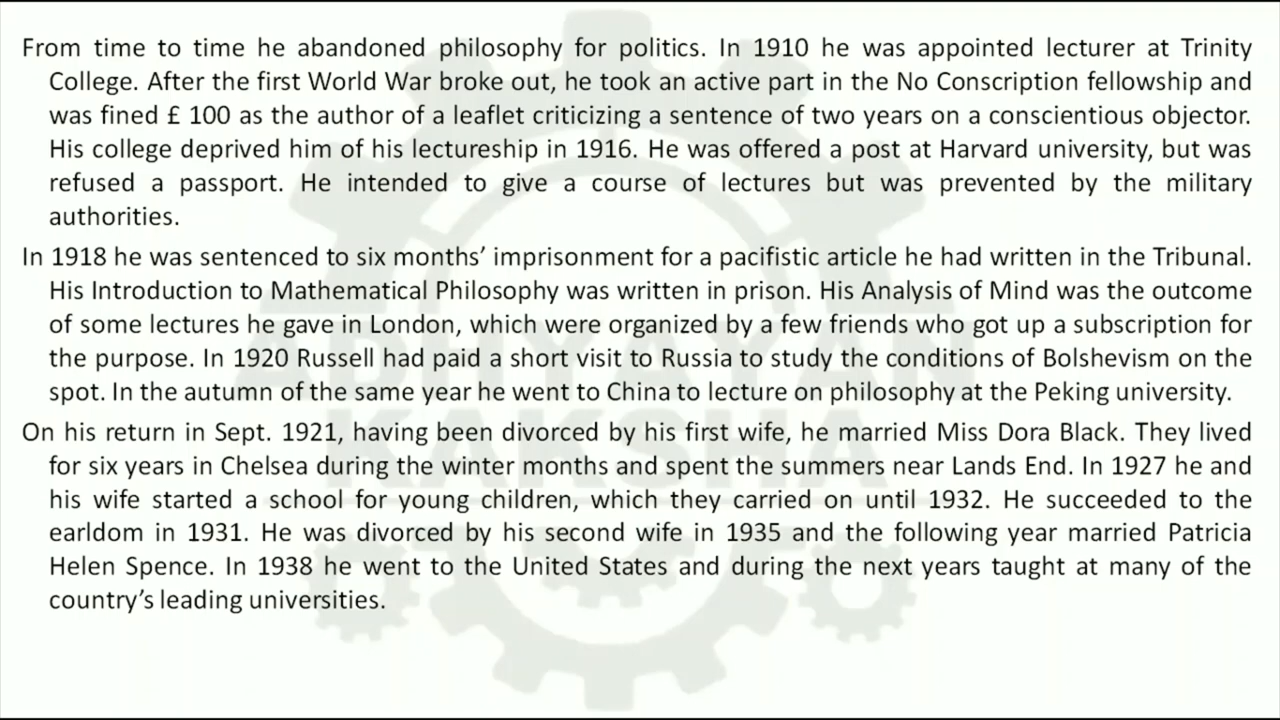 From time to time he abandoned philosophy for politics. In 1910 he was appointed lecturer at Trinity
College. After the first World War broke out, he took an active part in the No Conscription fellowship and
was fined £ 100 as the author of a leaflet criticizing a sentence of two years on a conscientious objector.
His college deprived him of his lectureship in 1916. He was offered a post at Harvard university, but was
refused a passport. He intended to give a course of lectures but was prevented by the military
authorities.
In 1918 he was sentenced to six months’ imprisonment for a pacifistic article he had written in the Tribunal.
His Introduction to Mathematical Philosophy was written in prison. His Analysis of Mind was the outcome
of some lectures he gave in London, which were organized by a few friends who got up a subscription for
the purpose. In 1920 Russell had paid a short visit to Russia to study the conditions of Bolshevism on the
spot. In the autumn of the same year he went to China to lecture on philosophy at the Peking university.
On his return in Sept. 1921, having been divorced by his first wife, he married Miss Dora Black. They lived
for six years in Chelsea during the winter months and spent the summers near Lands End. In 1927 he and
his wife started a school for young children, which they carried on until 1932. He succeeded to the
earldom in 1931. He was divorced by his second wife in 1935 and the following year married Patricia
Helen Spence. In 1938 he went to the United States and during the next years taught at many of the
country’s leading universities.
ADHYAYAN
KAKSHA